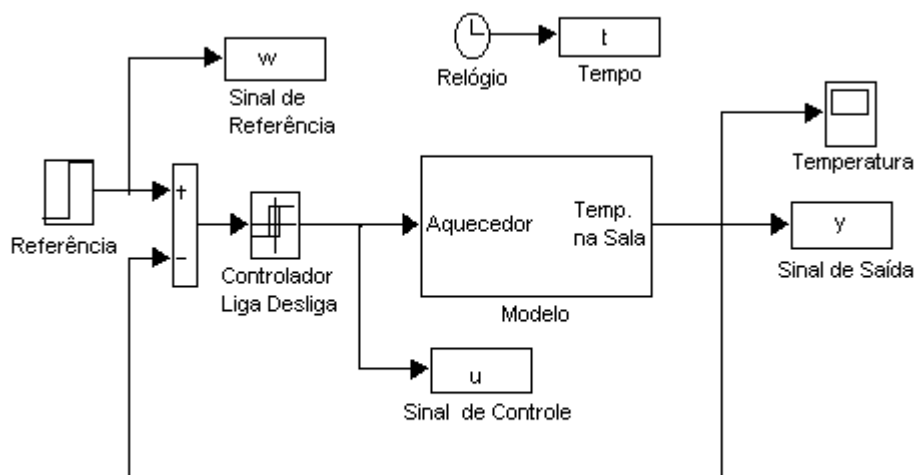 w
Sinal de
Referência
t
Relógio
Tempo
Temperatura
Referência
+
−
Controlador
Liga Desliga
Aquecedor
Temp.
na Sala
Modelo
y
Sinal de Saída
u
Sinal de Controle